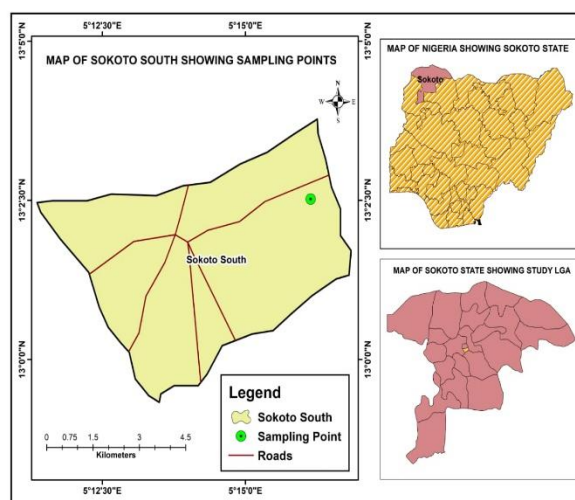 5°12'30"E
5°15'0"E
13°5'0"N
13°5'0"N
MAP OF SOKOTO SOUTH SHOWING SAMPLING POINTS
N
W
E
S
13°2'30"N
13°2'30"N
Sokoto South
13°0'0"N
13°0'0"N
Legend
Sokoto South
Sampling Point
Roads
0 0.75 1.5 3 4.5
Kilometers
5°12'30"E
5°15'0"E
MAP OF NIGERIA SHOWING SOKOTO STATE
Sokoto
MAP OF SOKOTO STATE SHOWING STUDY LGA